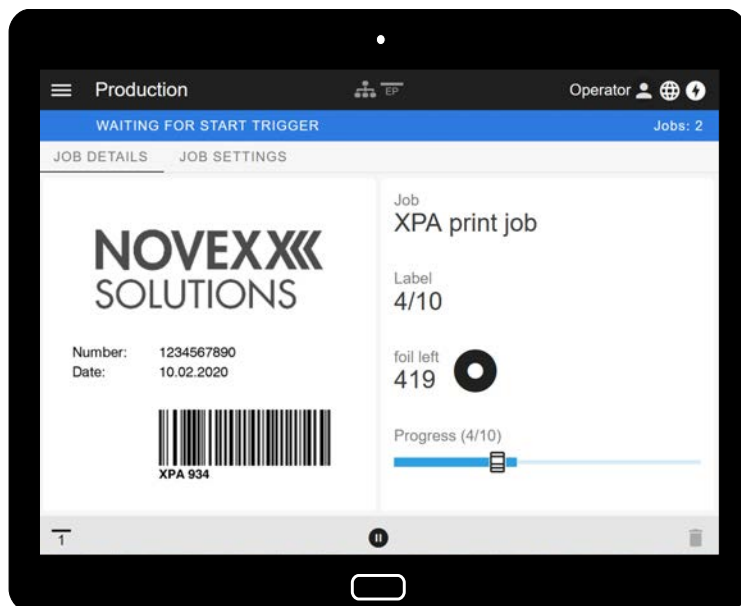 Production
EP
Operator
WAITING FOR START TRIGGER
Jobs: 2
JOB DETAILS
JOB SETTINGS
NOVEXX
SOLUTIONS
Number: 1234567890
Date: 10.02.2020
XPA 934
Job
XPA print job
Label
4/10
foil left
419
Progress (4/10)
1